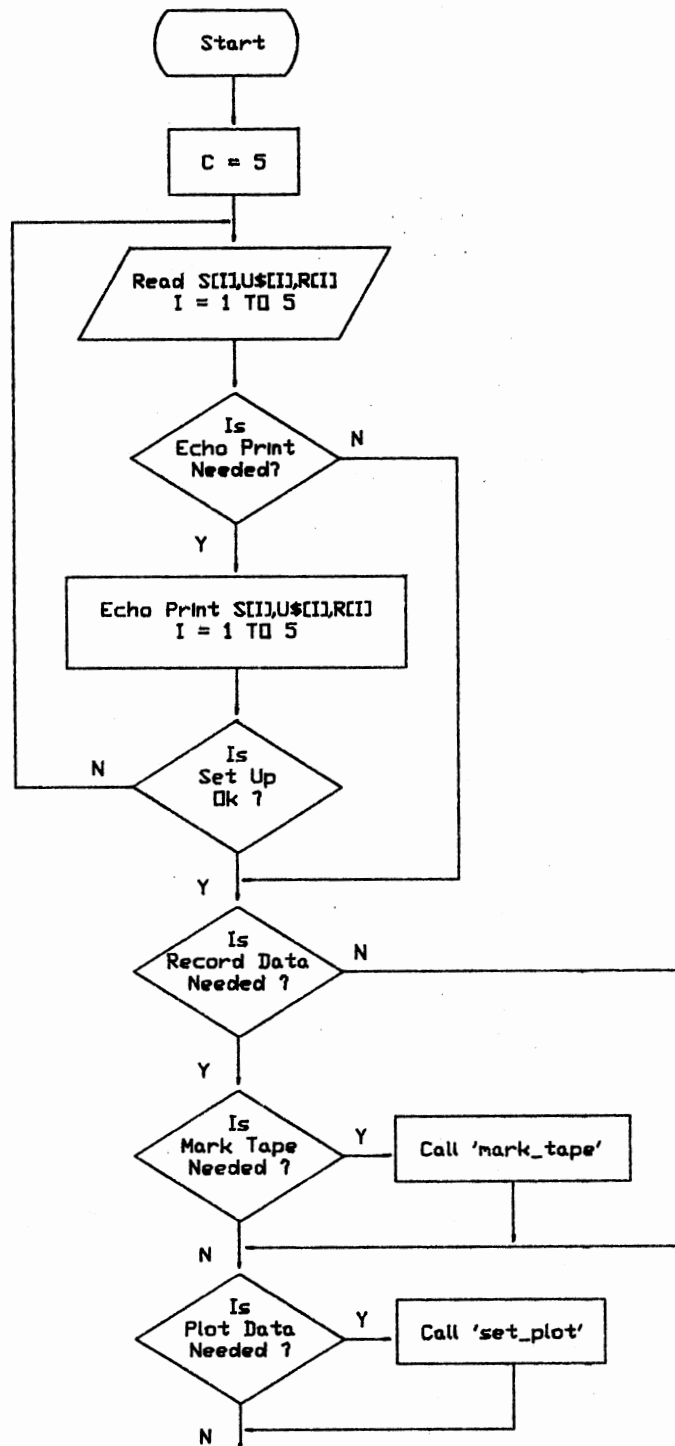 Start
C = 5
Read S[I],U$[I],R[I]
I = 1 TO 5
Is
Echo Print
Needed?
N
Y
Echo Print S[I],U$[I],R[I]
I = 1 TO 5
Is
Set Up
Ok ?
N
Y
Is
Record Data
Needed ?
N
Y
Is
Mark Tape
Needed ?
Y
Call 'mark_tape'
N
Is
Plot Data
Needed ?
Y
Call 'set_plot'
N